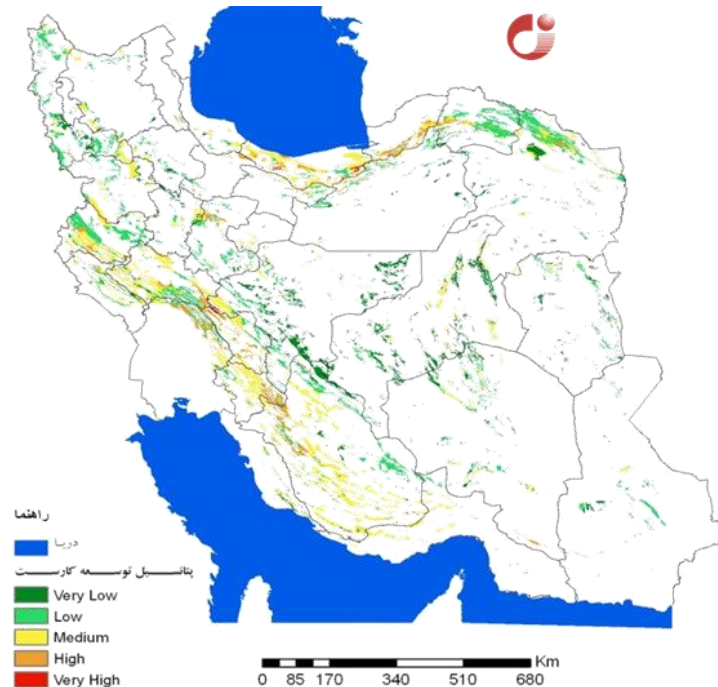 راهنما
دریا
پتانسیل توسعه کارست
Very Low
Low
Medium
High
Very High
Km
0 85 170 340 510 680